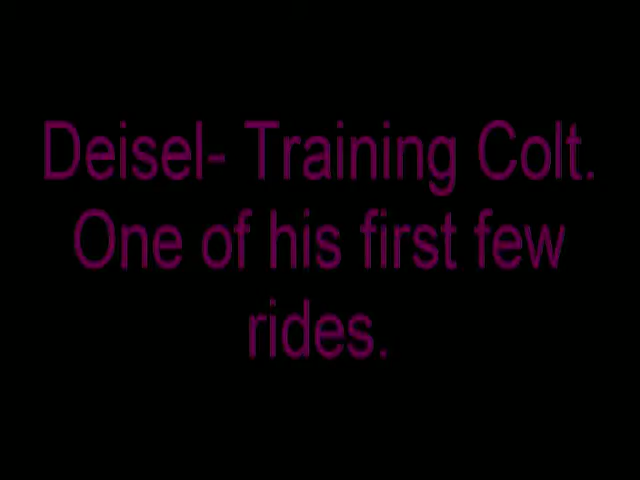 Deisel- Training Colt.
One of his first few
rides.